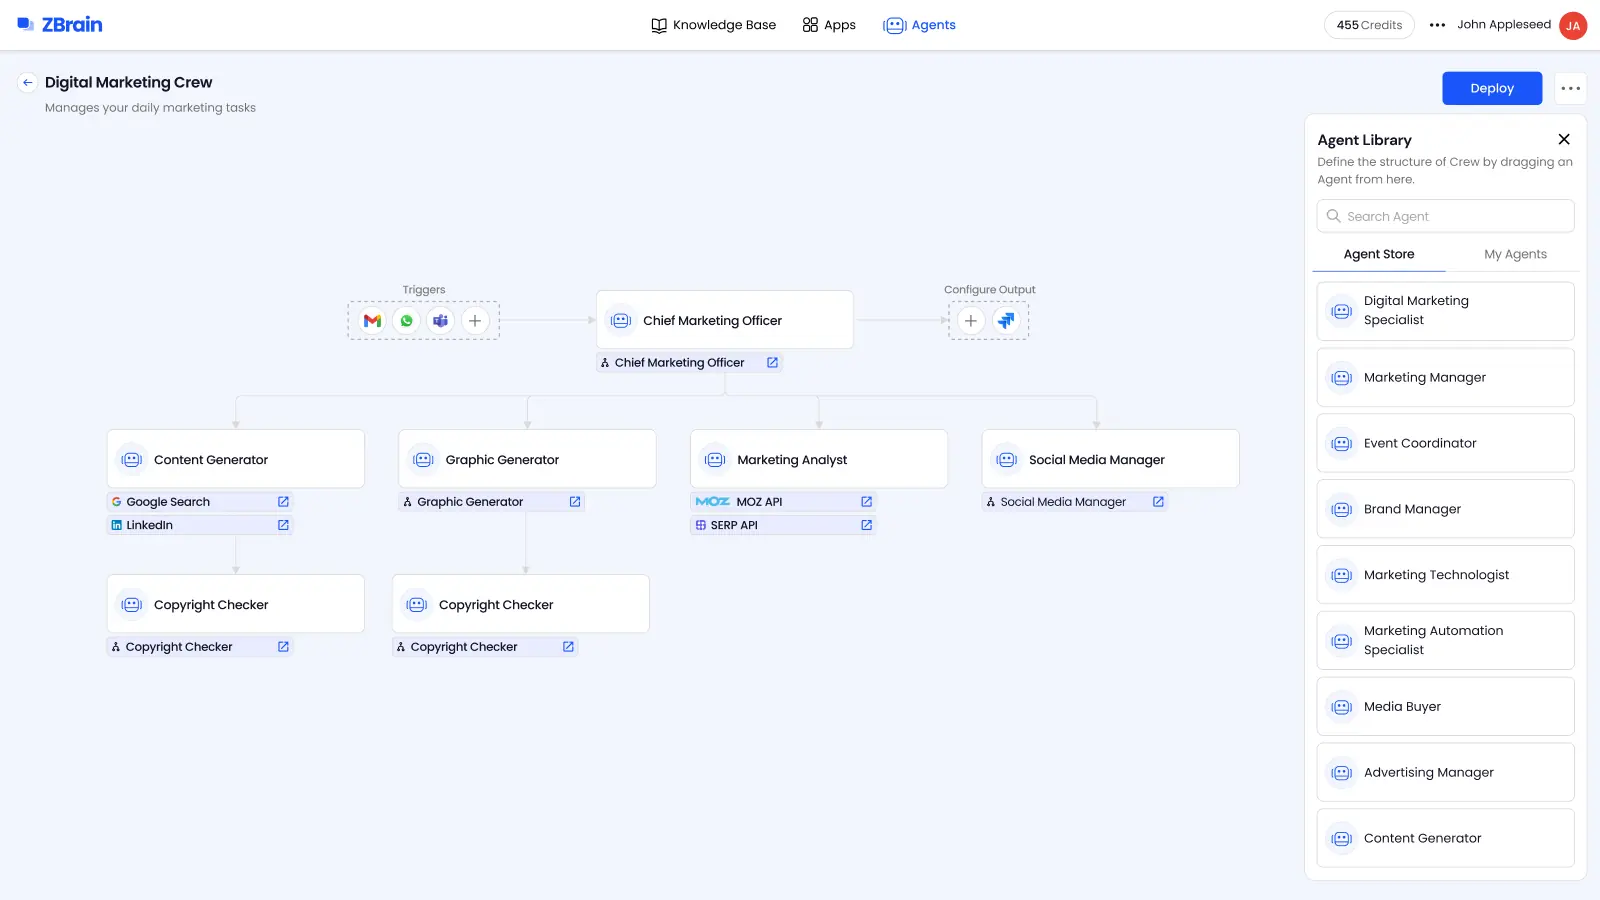 ZBrain
Knowledge Base
Apps
Agents
455 Credits
John Appleseed
JA
Digital Marketing Crew
Manages your daily marketing tasks
Deploy
Triggers
Chief Marketing Officer
Chief Marketing Officer
Configure Output
Content Generator
Google Search
LinkedIn
Graphic Generator
Graphic Generator
Marketing Analyst
MOZ MOZ API
SERP API
Social Media Manager
Social Media Manager
Copyright Checker
Copyright Checker
Copyright Checker
Copyright Checker
Agent Library
Define the structure of Crew by dragging an
Agent from here.
Search Agent
Agent Store
My Agents
Digital Marketing
Specialist
Marketing Manager
Event Coordinator
Brand Manager
Marketing Technologist
Marketing Automation
Specialist
Media Buyer
Advertising Manager
Content Generator